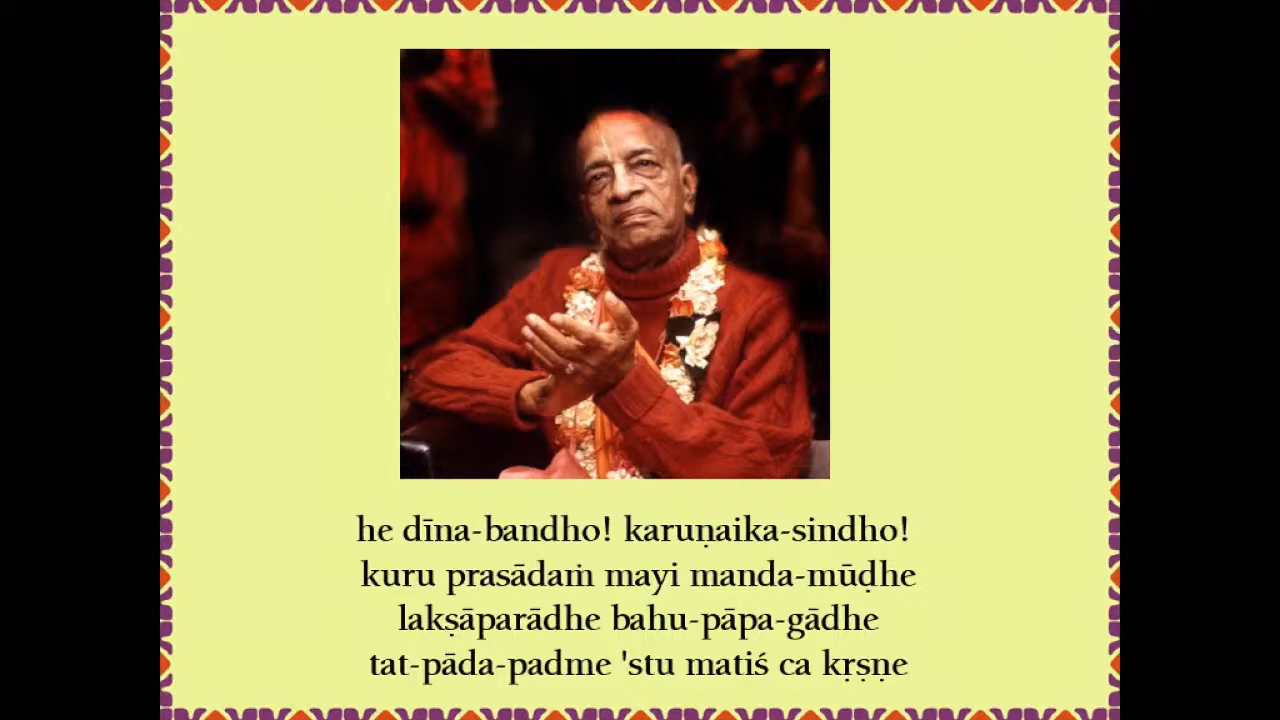 he dīna-bandho! karuṇaika-sindho!
kuru prasādaṁ mayi manda-mūḍhe
lakṣāparādhe bahu-pāpa-gādhe
tat-pāda-padme 'stu matiś ca kṛṣṇe